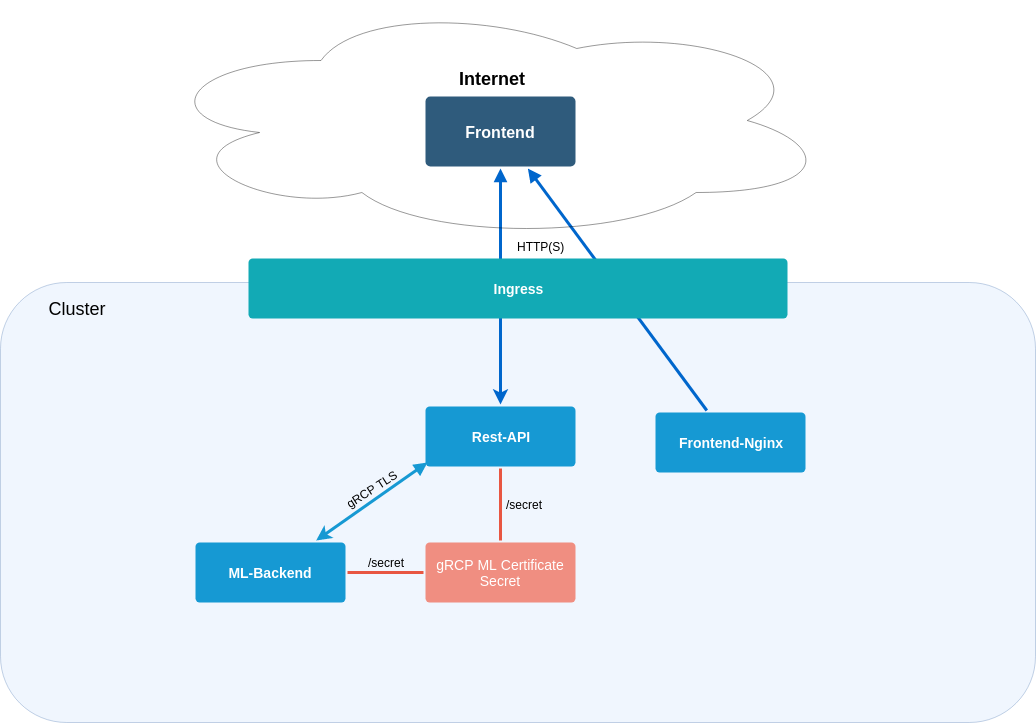 Internet
Frontend
HTTP(S)
Ingress
Cluster
Rest-API
Frontend-Nginx
gRCP TLS
/secret
ML-Backend
/secret
gRCP ML Certificate
Secret